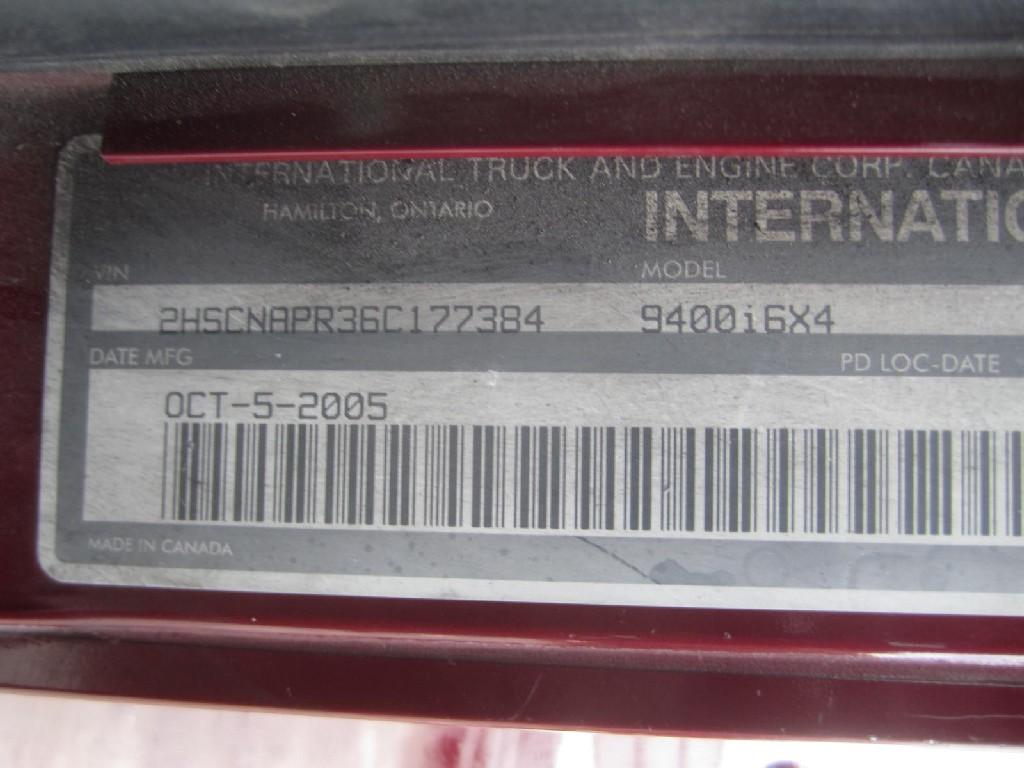 INTERNATIONAL TRUCK AND ENGINE CORP. CANA
HAMILTON, ONTARIO
INTERNATIO
VIN
MODEL
2HSCNAPR36C177384
9400i6X4
DATE MFG
PD LOC-DATE
OCT-5-2005
MADE IN CANADA